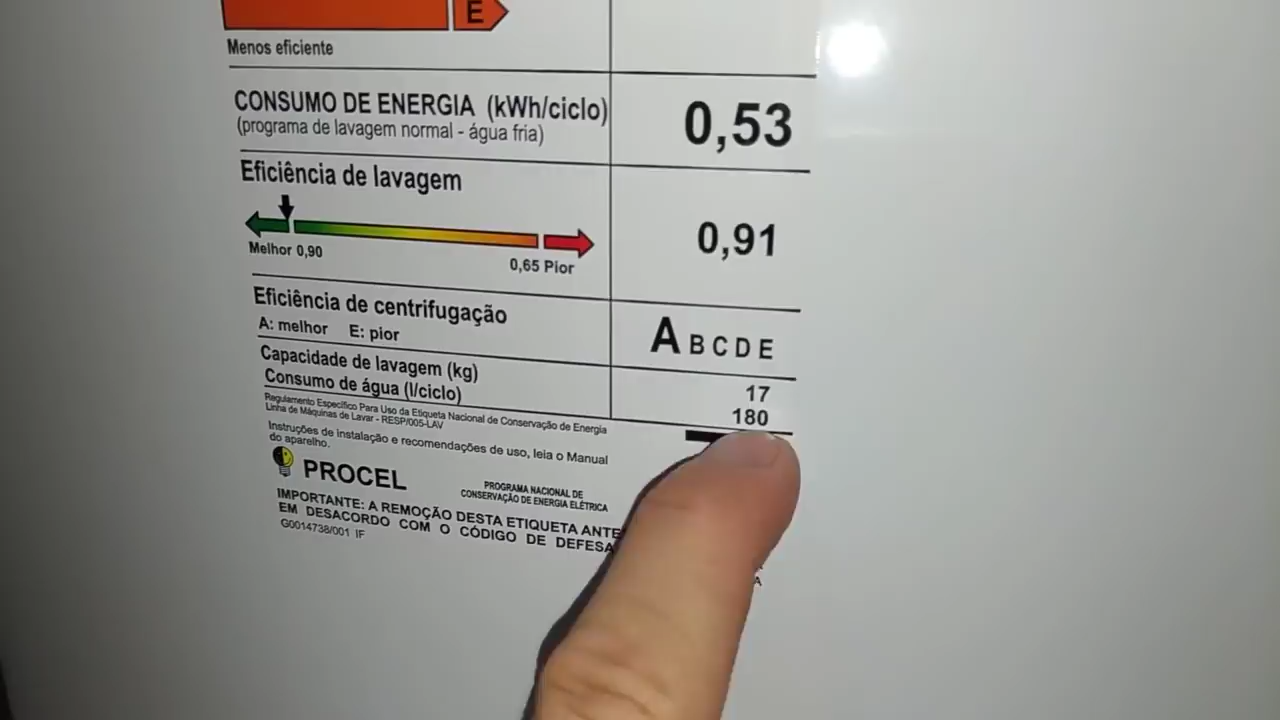 E
Menos eficiente
CONSUMO DE ENERGIA (kWh/ciclo)
(programa de lavagem normal - água fria)
0,53
Eficiência de lavagem
Melhor 0,90
0,65 Pior
0,91
Eficiência de centrifugação
A: melhor E: pior
A B C D E
Capacidade de lavagem (kg)
17
Consumo de água (l/ciclo)
180
Regulamento Específico Para Uso da Etiqueta Nacional de Conservação de Energia
Linha de Máquinas de Lavar - RESP/005-LAV
Instruções de instalação e recomendações de uso, leia o Manual
do aparelho.
PROCEL
PROGRAMA NACIONAL DE
CONSERVAÇÃO DE ENERGIA ELÉTRICA
IMPORTANTE: A REMOÇÃO DESTA ETIQUETA ANTE
EM DESACORDO COM O CÓDIGO DE DEFESA
G0014738/001 IF